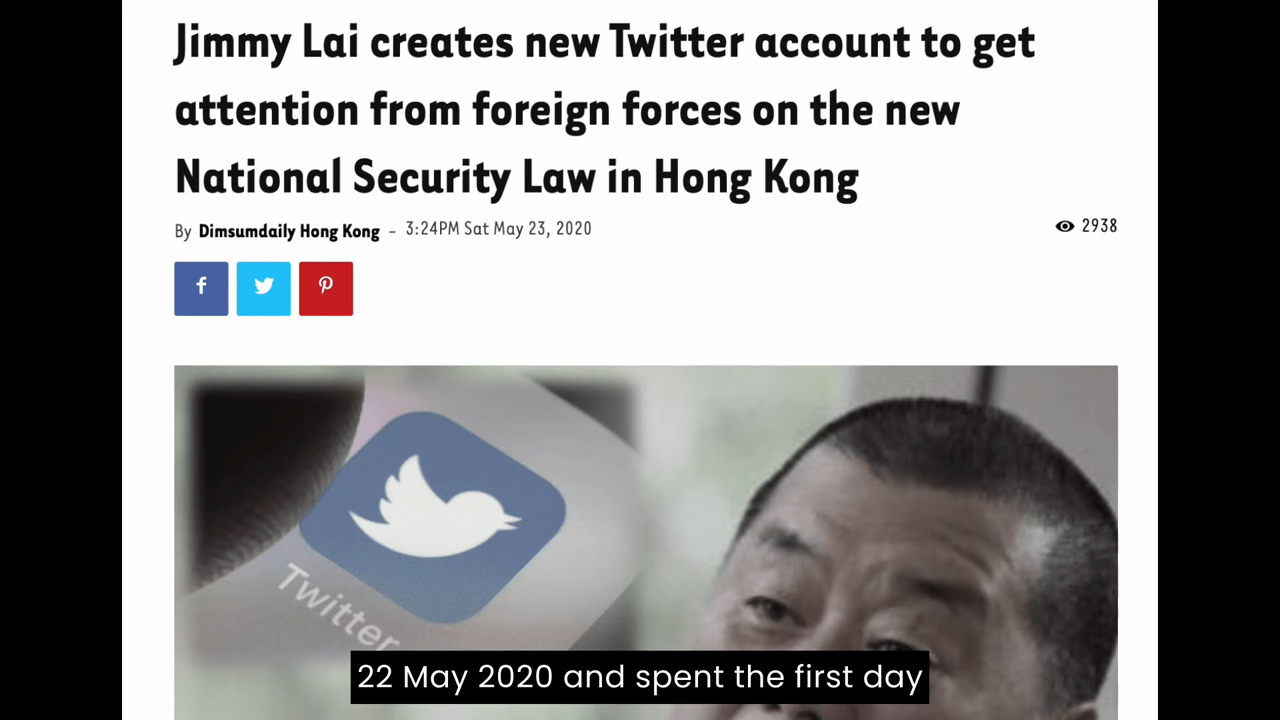 Jimmy Lai creates new Twitter account to get
attention from foreign forces on the new
National Security Law in Hong Kong
By Dimsumdaily Hong Kong – 3:24PM Sat May 23, 2020
2938
f
Twitter
22 May 2020 and spent the first day